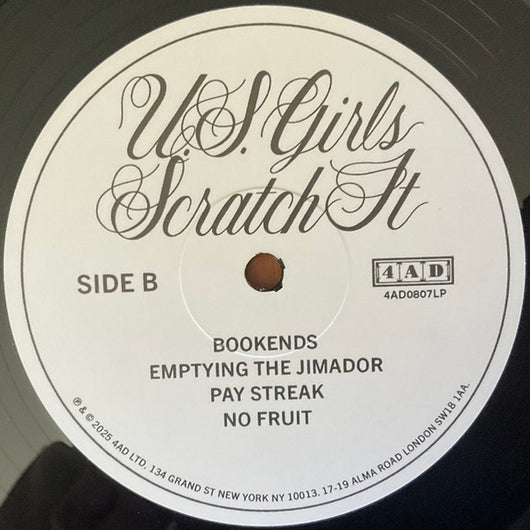 U.S. Girls
Scratch It
SIDE B
4AD
4AD0807LP
BOOKENDS
EMPTYING THE JIMADOR
PAY STREAK
NO FRUIT
℗ & © 2025 4AD LTD, 134 GRAND ST NEW YORK NY 10013. 17-19 ALMA ROAD LONDON SW18 1AA.